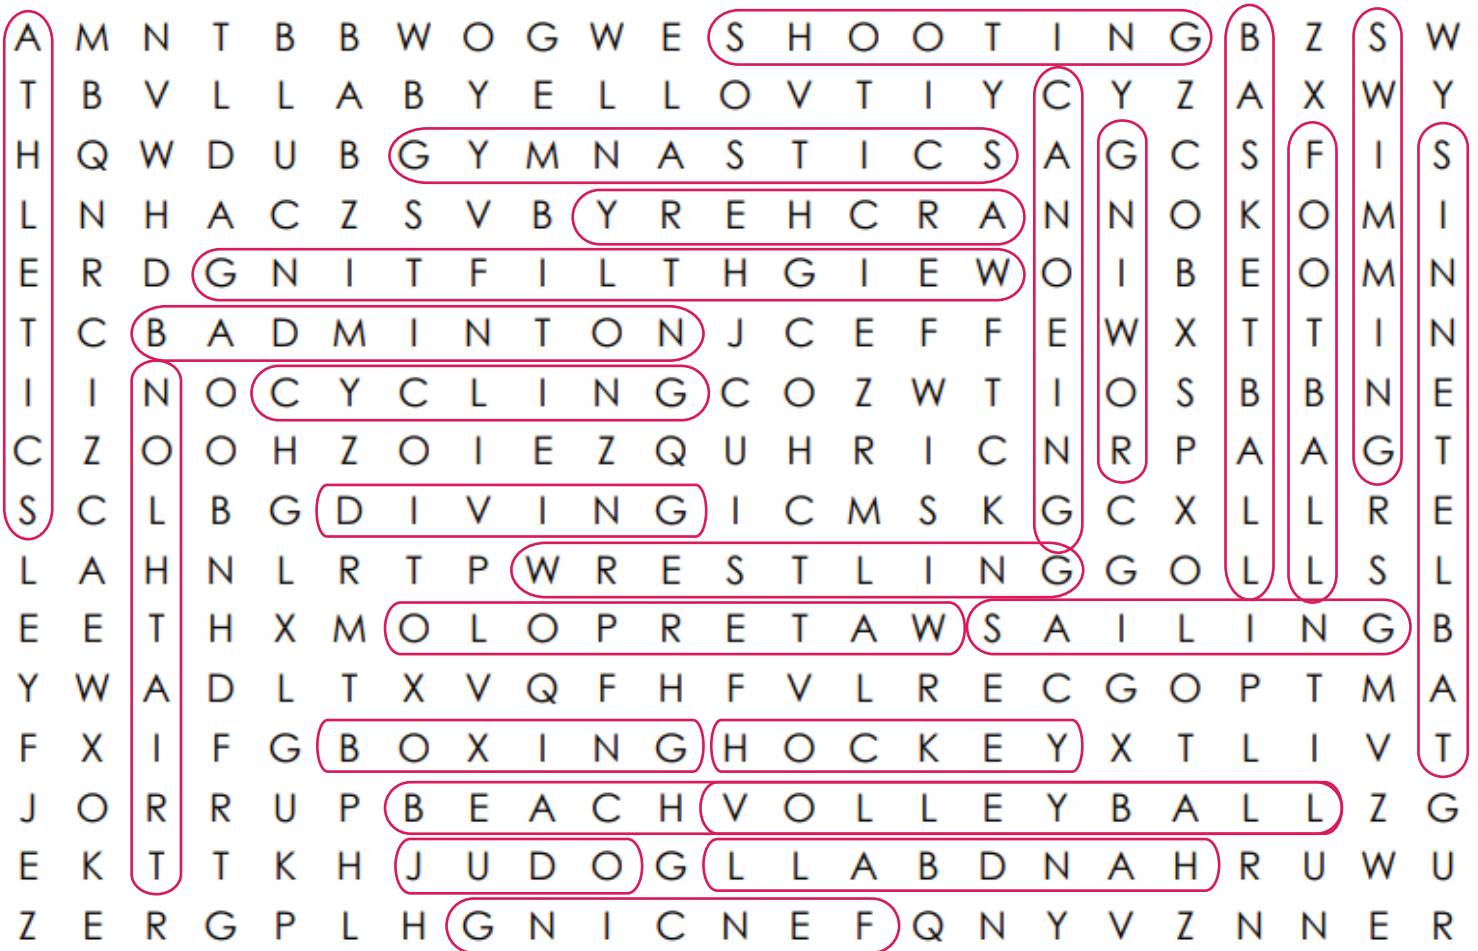 A M N T B B W O G W E S H O O T I N G B Z S W
T B V L L A B Y E L L O V T I Y C Y Z A X W Y
H Q W D U B G Y M N A S T I C S A G C S F I S
L N H A C Z S V B Y R E H C R A N N O K O M I
E R D G N I T F I L T H G I E W O I B E O M N
T C B A D M I N T O N J C E F F E W X T T I N
I I N O C Y C L I N G C O Z W T I O S B B N E
C Z O O H Z O I E Z Q U H R I C N R P A A G T
S C L B G D I V I N G I C M S K G C X L L R E
L A H N L R T P W R E S T L I N G G O L L S L
E E T H X M O L O P R E T A W S A I L I N G B
Y W A D L T X V Q F H F V L R E C G O P T M A
F X I F G B O X I N G H O C K E Y X T L I V T
J O R R U P B E A C H V O L L E Y B A L L Z G
E K T T K H J U D O G L L A B D N A H R U W U
Z E R G P L H G N I C N E F Q N Y V Z N N E R